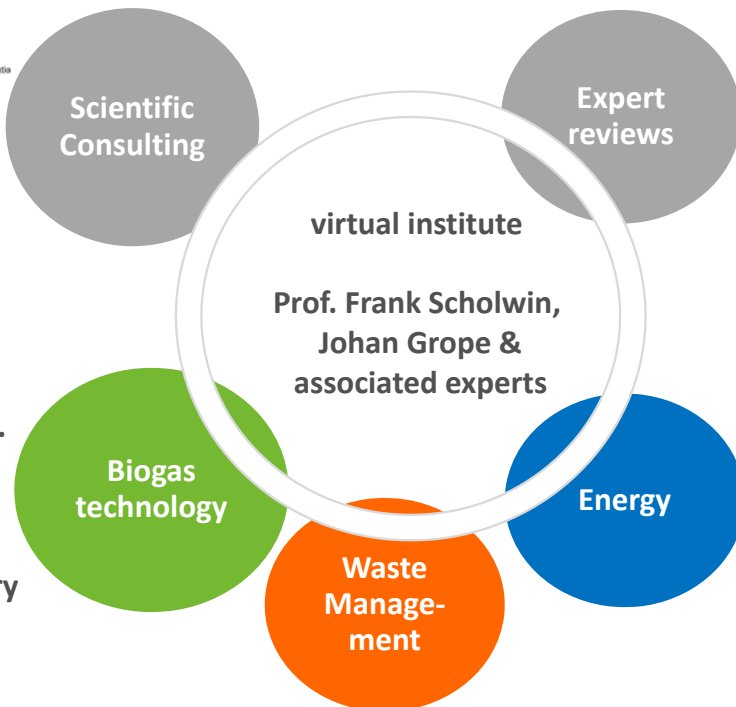 Scientific
Consulting
Expert
reviews
virtual institute
Prof. Frank Scholwin,
Johan Grope &
associated experts
Biogas
technology
Energy
Waste
Manage-
ment